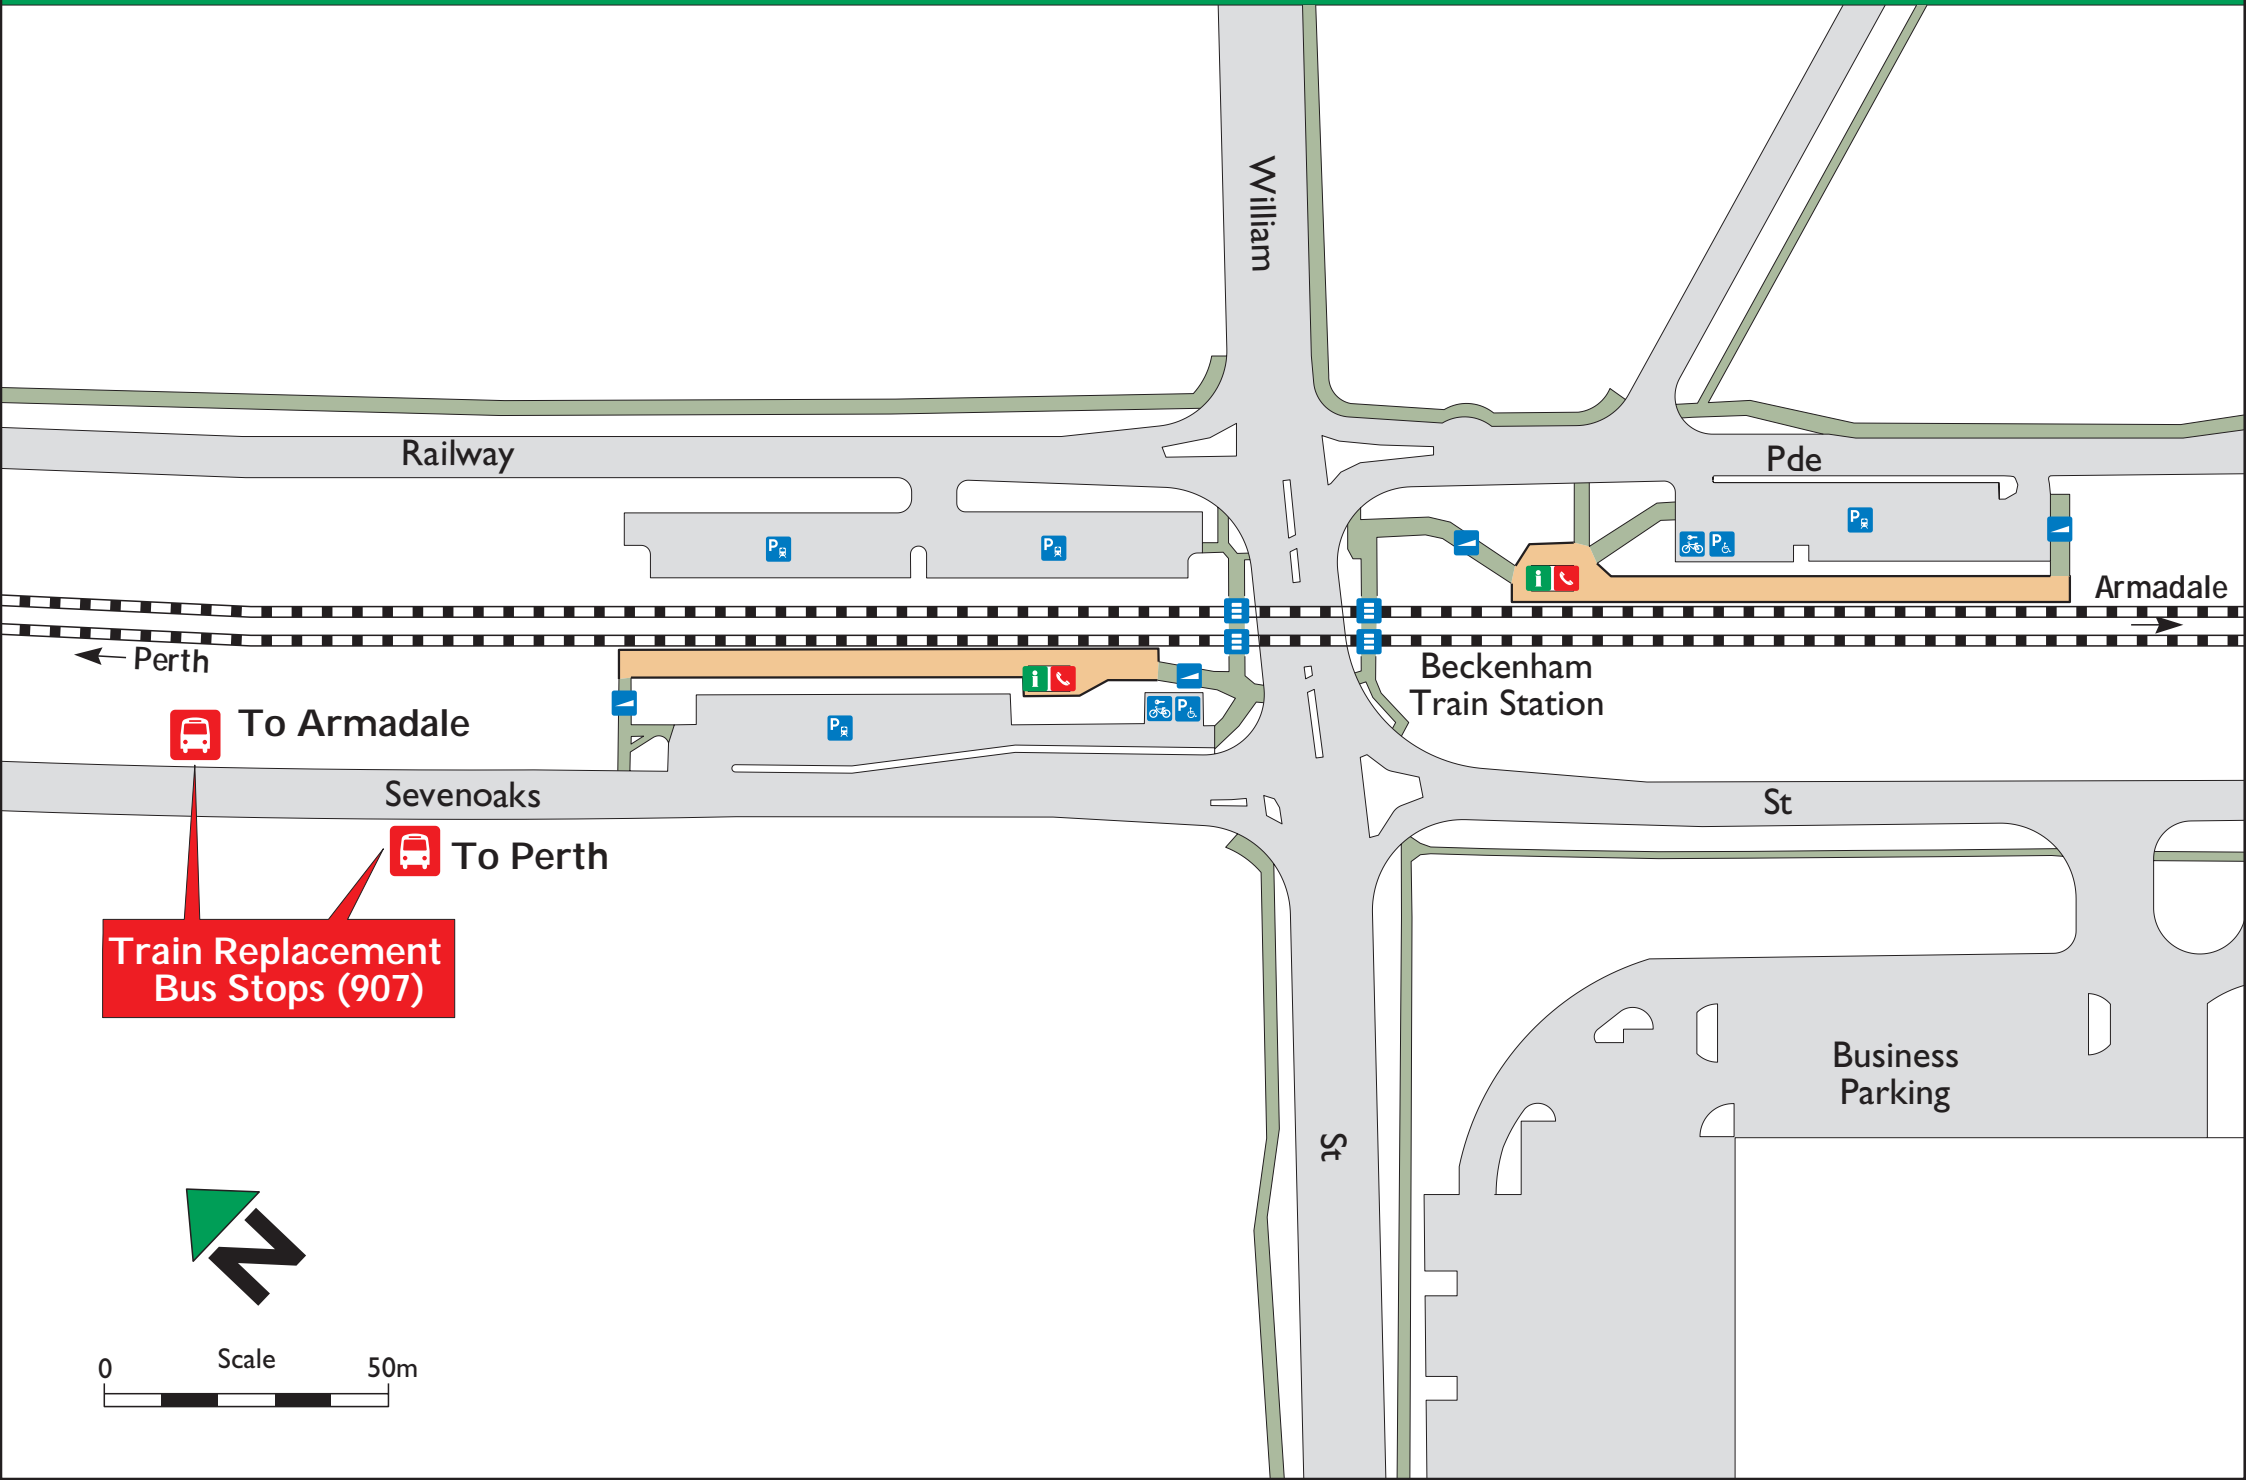 William
Railway
Pde
P
P
P
P
i
Armadale
Perth
i
Beckenham
Train Station
P
P
To Armadale
Sevenoaks
St
To Perth
Train Replacement
Bus Stops (907)
Business
Parking
St
N
Scale
0
50m